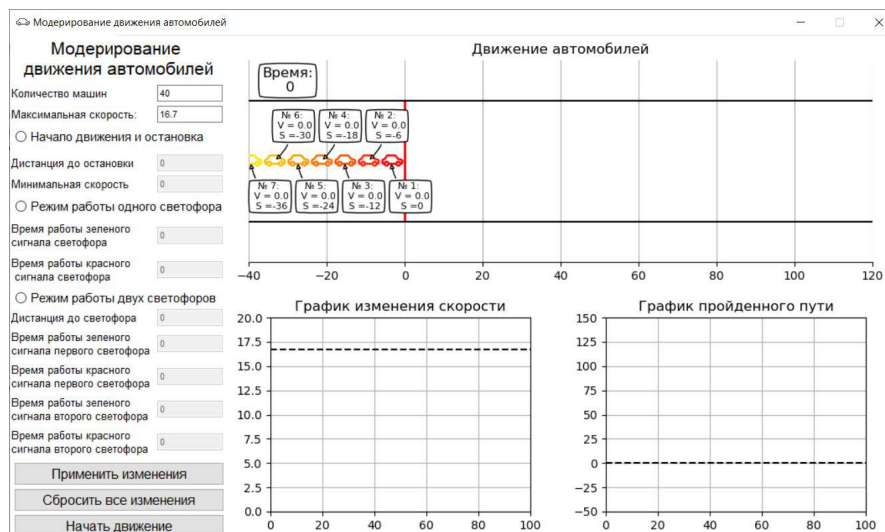 Модерирование движения автомобилей
Модерирование
движения автомобилей
Количество машин 40
Максимальная скорость: 16.7
Начало движения и остановка
Дистанция до остановки 0
Минимальная скорость 0
Режим работы одного светофора
Время работы зеленого
сигнала светофора 0
Время работы красного
сигнала светофора 0
Режим работы двух светофоров
Дистанция до светофора 0
Время работы зеленого
сигнала первого светофора 0
Время работы красного
сигнала первого светофора 0
Время работы зеленого
сигнала второго светофора 0
Время работы красного
сигнала второго светофора 0
Применить изменения
Сбросить все изменения
Начать движение
Движение автомобилей
Время:
0
№ 6:
V = 0.0
S =-30
№ 4:
V = 0.0
S =-18
№ 2:
V = 0.0
S =-6
№ 7:
V = 0.0
S =-36
№ 5:
V = 0.0
S =-24
№ 3:
V = 0.0
S =-12
№ 1:
V = 0.0
S =0
−40 −20 0 20 40 60 80 100 120
График изменения скорости
20.0
17.5
15.0
12.5
10.0
7.5
5.0
2.5
0.0
0 20 40 60 80 100
График пройденного пути
150
125
100
75
50
25
0
−25
−50
0 20 40 60 80 100